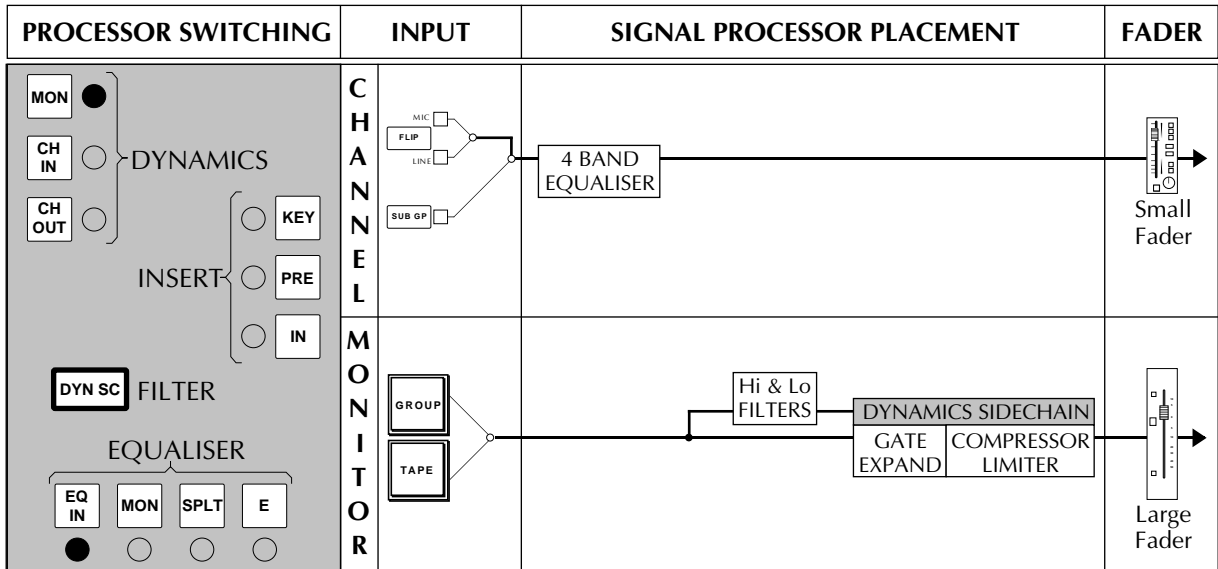 PROCESSOR SWITCHING
INPUT
SIGNAL PROCESSOR PLACEMENT
FADER
MON
CH
IN
CH
OUT
DYNAMICS
KEY
PRE
IN
INSERT
DYN SC
FILTER
EQUALISER
EQ
IN
MON
SPLT
E
CHANNEL
MIC
FLIP
LINE
SUB GP
4 BAND
EQUALISER
Small
Fader
MONITOR
GROUP
TAPE
Hi & Lo
FILTERS
DYNAMICS SIDECHAIN
GATE
EXPAND
COMPRESSOR
LIMITER
Large
Fader